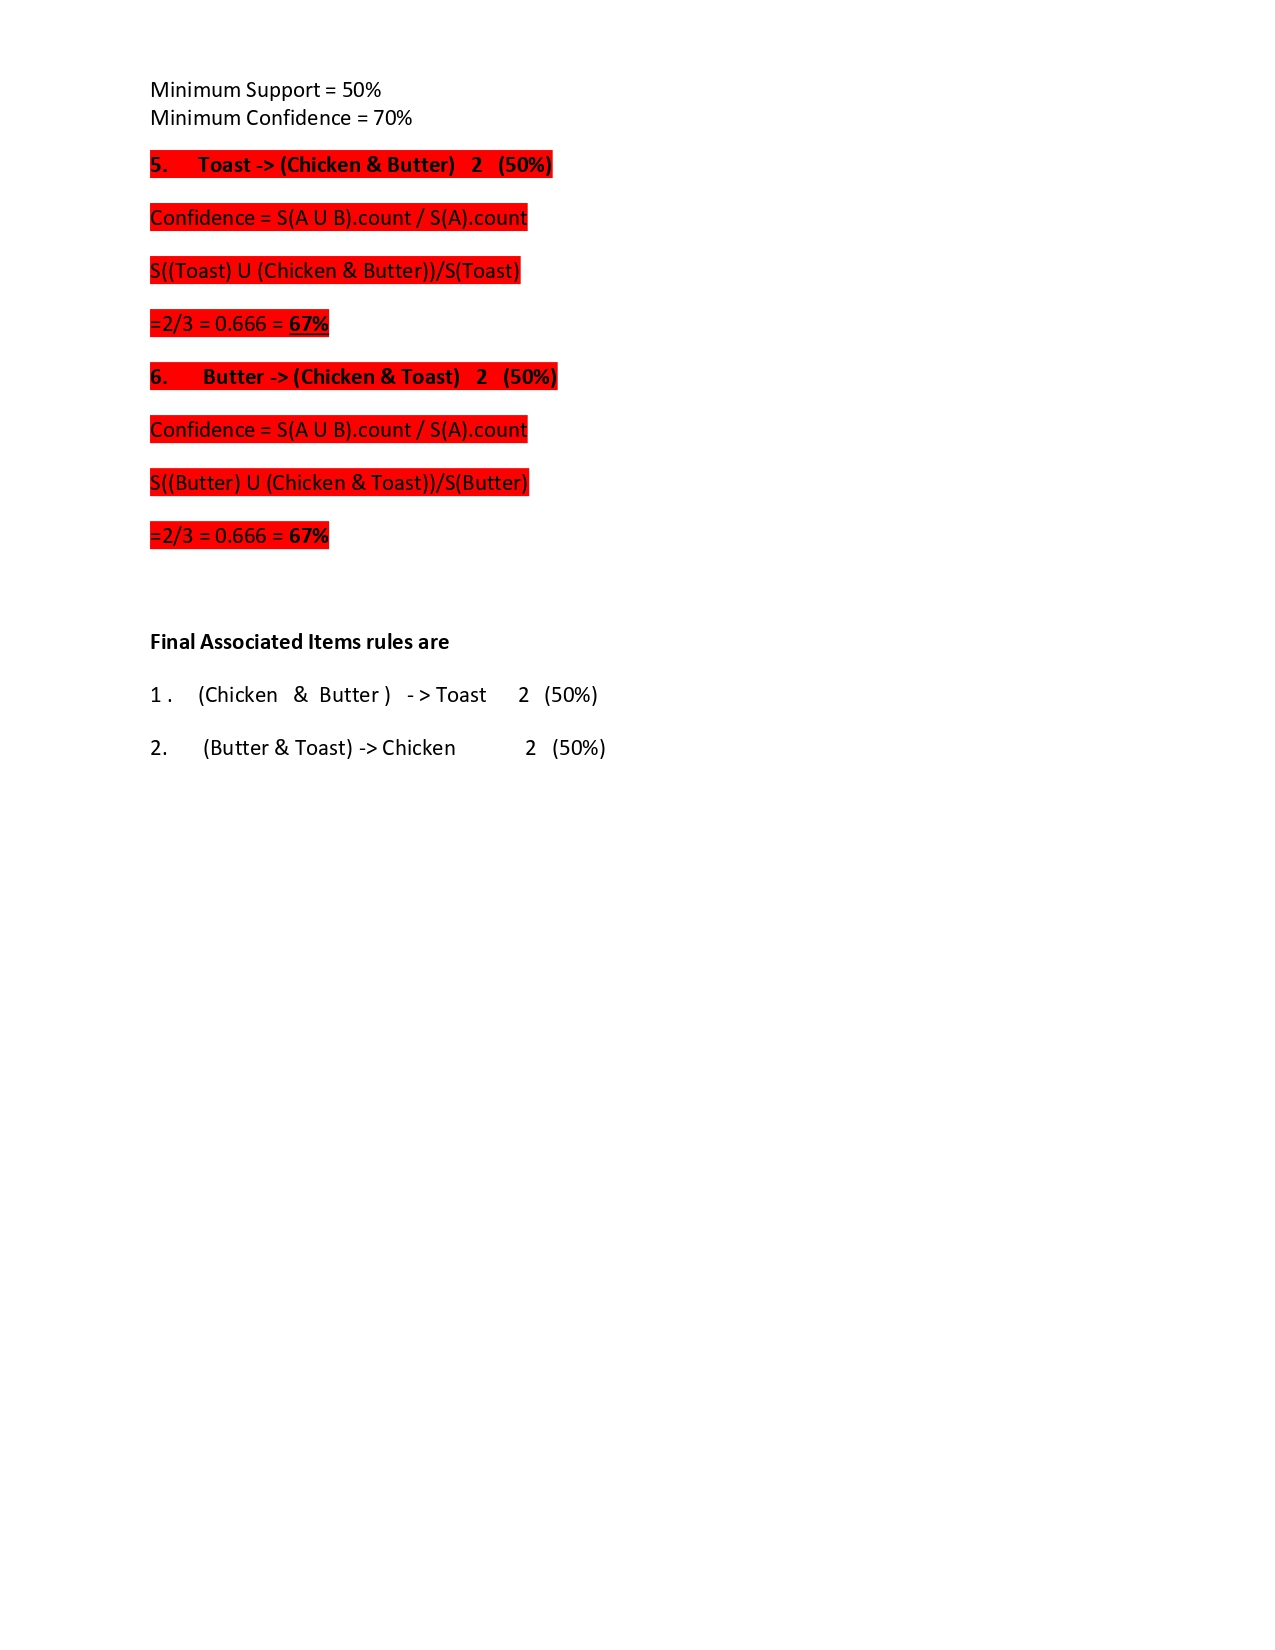 Minimum Support = 50%
Minimum Confidence = 70%
5. Toast -> (Chicken & Butter) 2 (50%)
Confidence = S(A U B).count / S(A).count
S((Toast) U (Chicken & Butter))/S(Toast)
=2/3 = 0.666 = 67%
6. Butter -> (Chicken & Toast) 2 (50%)
Confidence = S(A U B).count / S(A).count
S((Butter) U (Chicken & Toast))/S(Butter)
=2/3 = 0.666 = 67%
Final Associated Items rules are
1 . (Chicken & Butter ) - > Toast 2 (50%)
2. (Butter & Toast) -> Chicken 2 (50%)